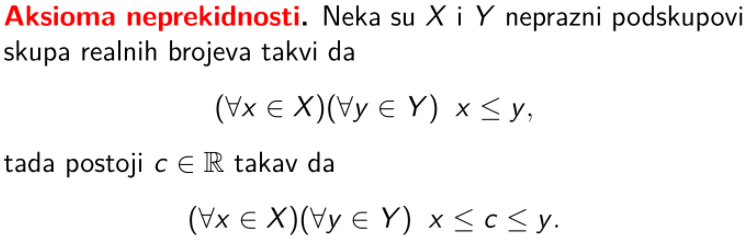 Aksioma neprekidnosti. Neka su X i Y neprazni podskupovi
skupa realnih brojeva takvi da
(∀x ∈ X)(∀y ∈ Y) x ≤ y,
tada postoji c ∈ ℝ takav da
(∀x ∈ X)(∀y ∈ Y) x ≤ c ≤ y.